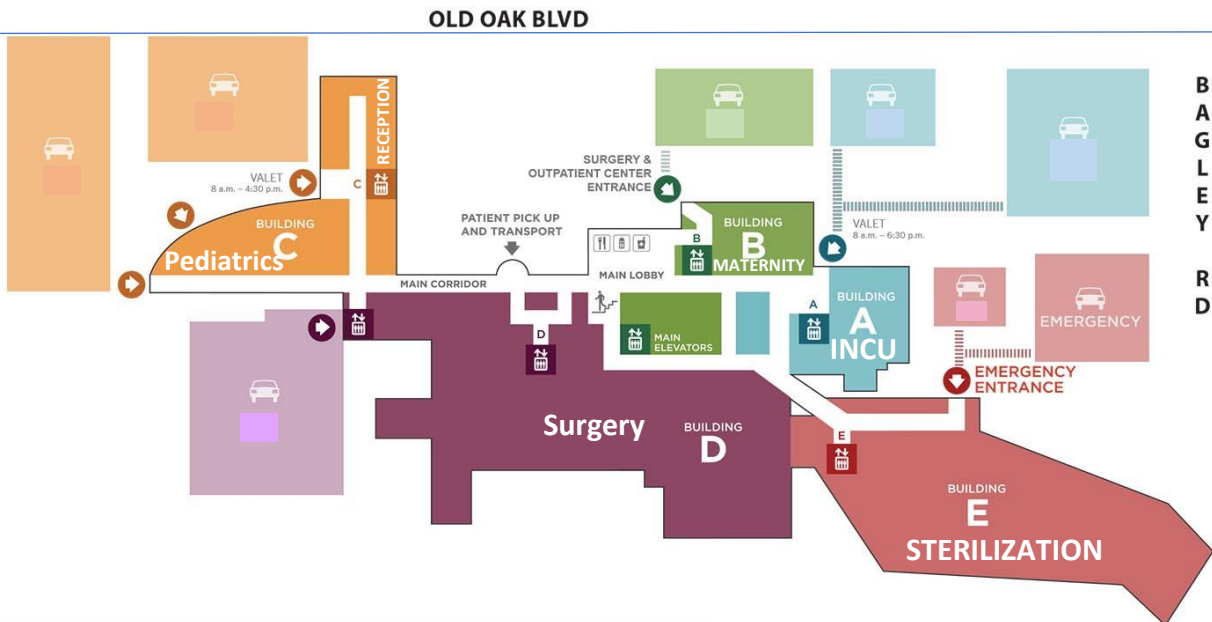 OLD OAK BLVD
BAGLEY RD
RECEPTION
VALET
8 a.m. – 4:30 p.m.
C
BUILDING
C
Pediatrics
SURGERY &
OUTPATIENT CENTER
ENTRANCE
PATIENT PICK UP
AND TRANSPORT
MAIN CORRIDOR
MAIN LOBBY
BUILDING
B
B
MATERNITY
VALET
8 a.m. – 6:30 p.m.
A
BUILDING
A
INCU
D
MAIN
ELEVATORS
EMERGENCY
EMERGENCY
ENTRANCE
Surgery
BUILDING
D
E
BUILDING
E
STERILIZATION